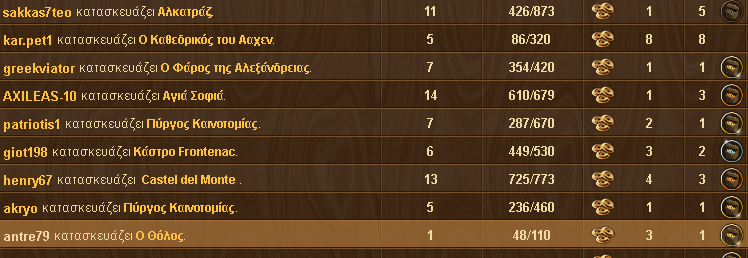 sakkas7teo κατασκευάζει Αλκατράζ. 11 426/873 1 5
kar.pet1 κατασκευάζει Ο Καθεδρικός του Ααχεν. 5 86/320 8 8
greekviator κατασκευάζει Ο Φάρος της Αλεξάνδρειας. 7 354/420 1 1
AXILEAS-10 κατασκευάζει Αγιά Σοφιά. 14 610/679 1 3
patriotis1 κατασκευάζει Πύργος Καινοτομίας. 7 287/670 2 1
giot198 κατασκευάζει Κάστρο Frontenac. 6 449/530 3 2
henry67 κατασκευάζει Castel del Monte . 13 725/773 4 3
akryo κατασκευάζει Πύργος Καινοτομίας. 5 236/460 1 1
antre79 κατασκευάζει Ο Θόλος. 1 48/110 3 1